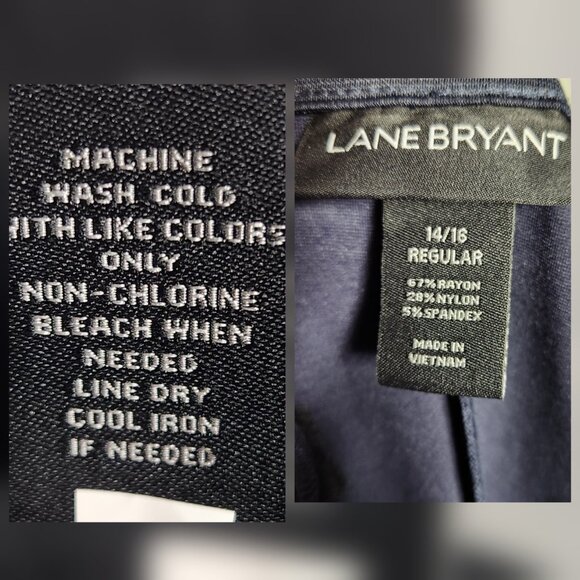 MACHINE
WASH COLD
WITH LIKE COLORS
ONLY
NON-CHLORINE
BLEACH WHEN
NEEDED
LINE DRY
COOL IRON
IF NEEDED
LANE BRYANT
14/16
REGULAR
67% RAYON
28% NYLON
5% SPANDEX
MADE IN
VIETNAM